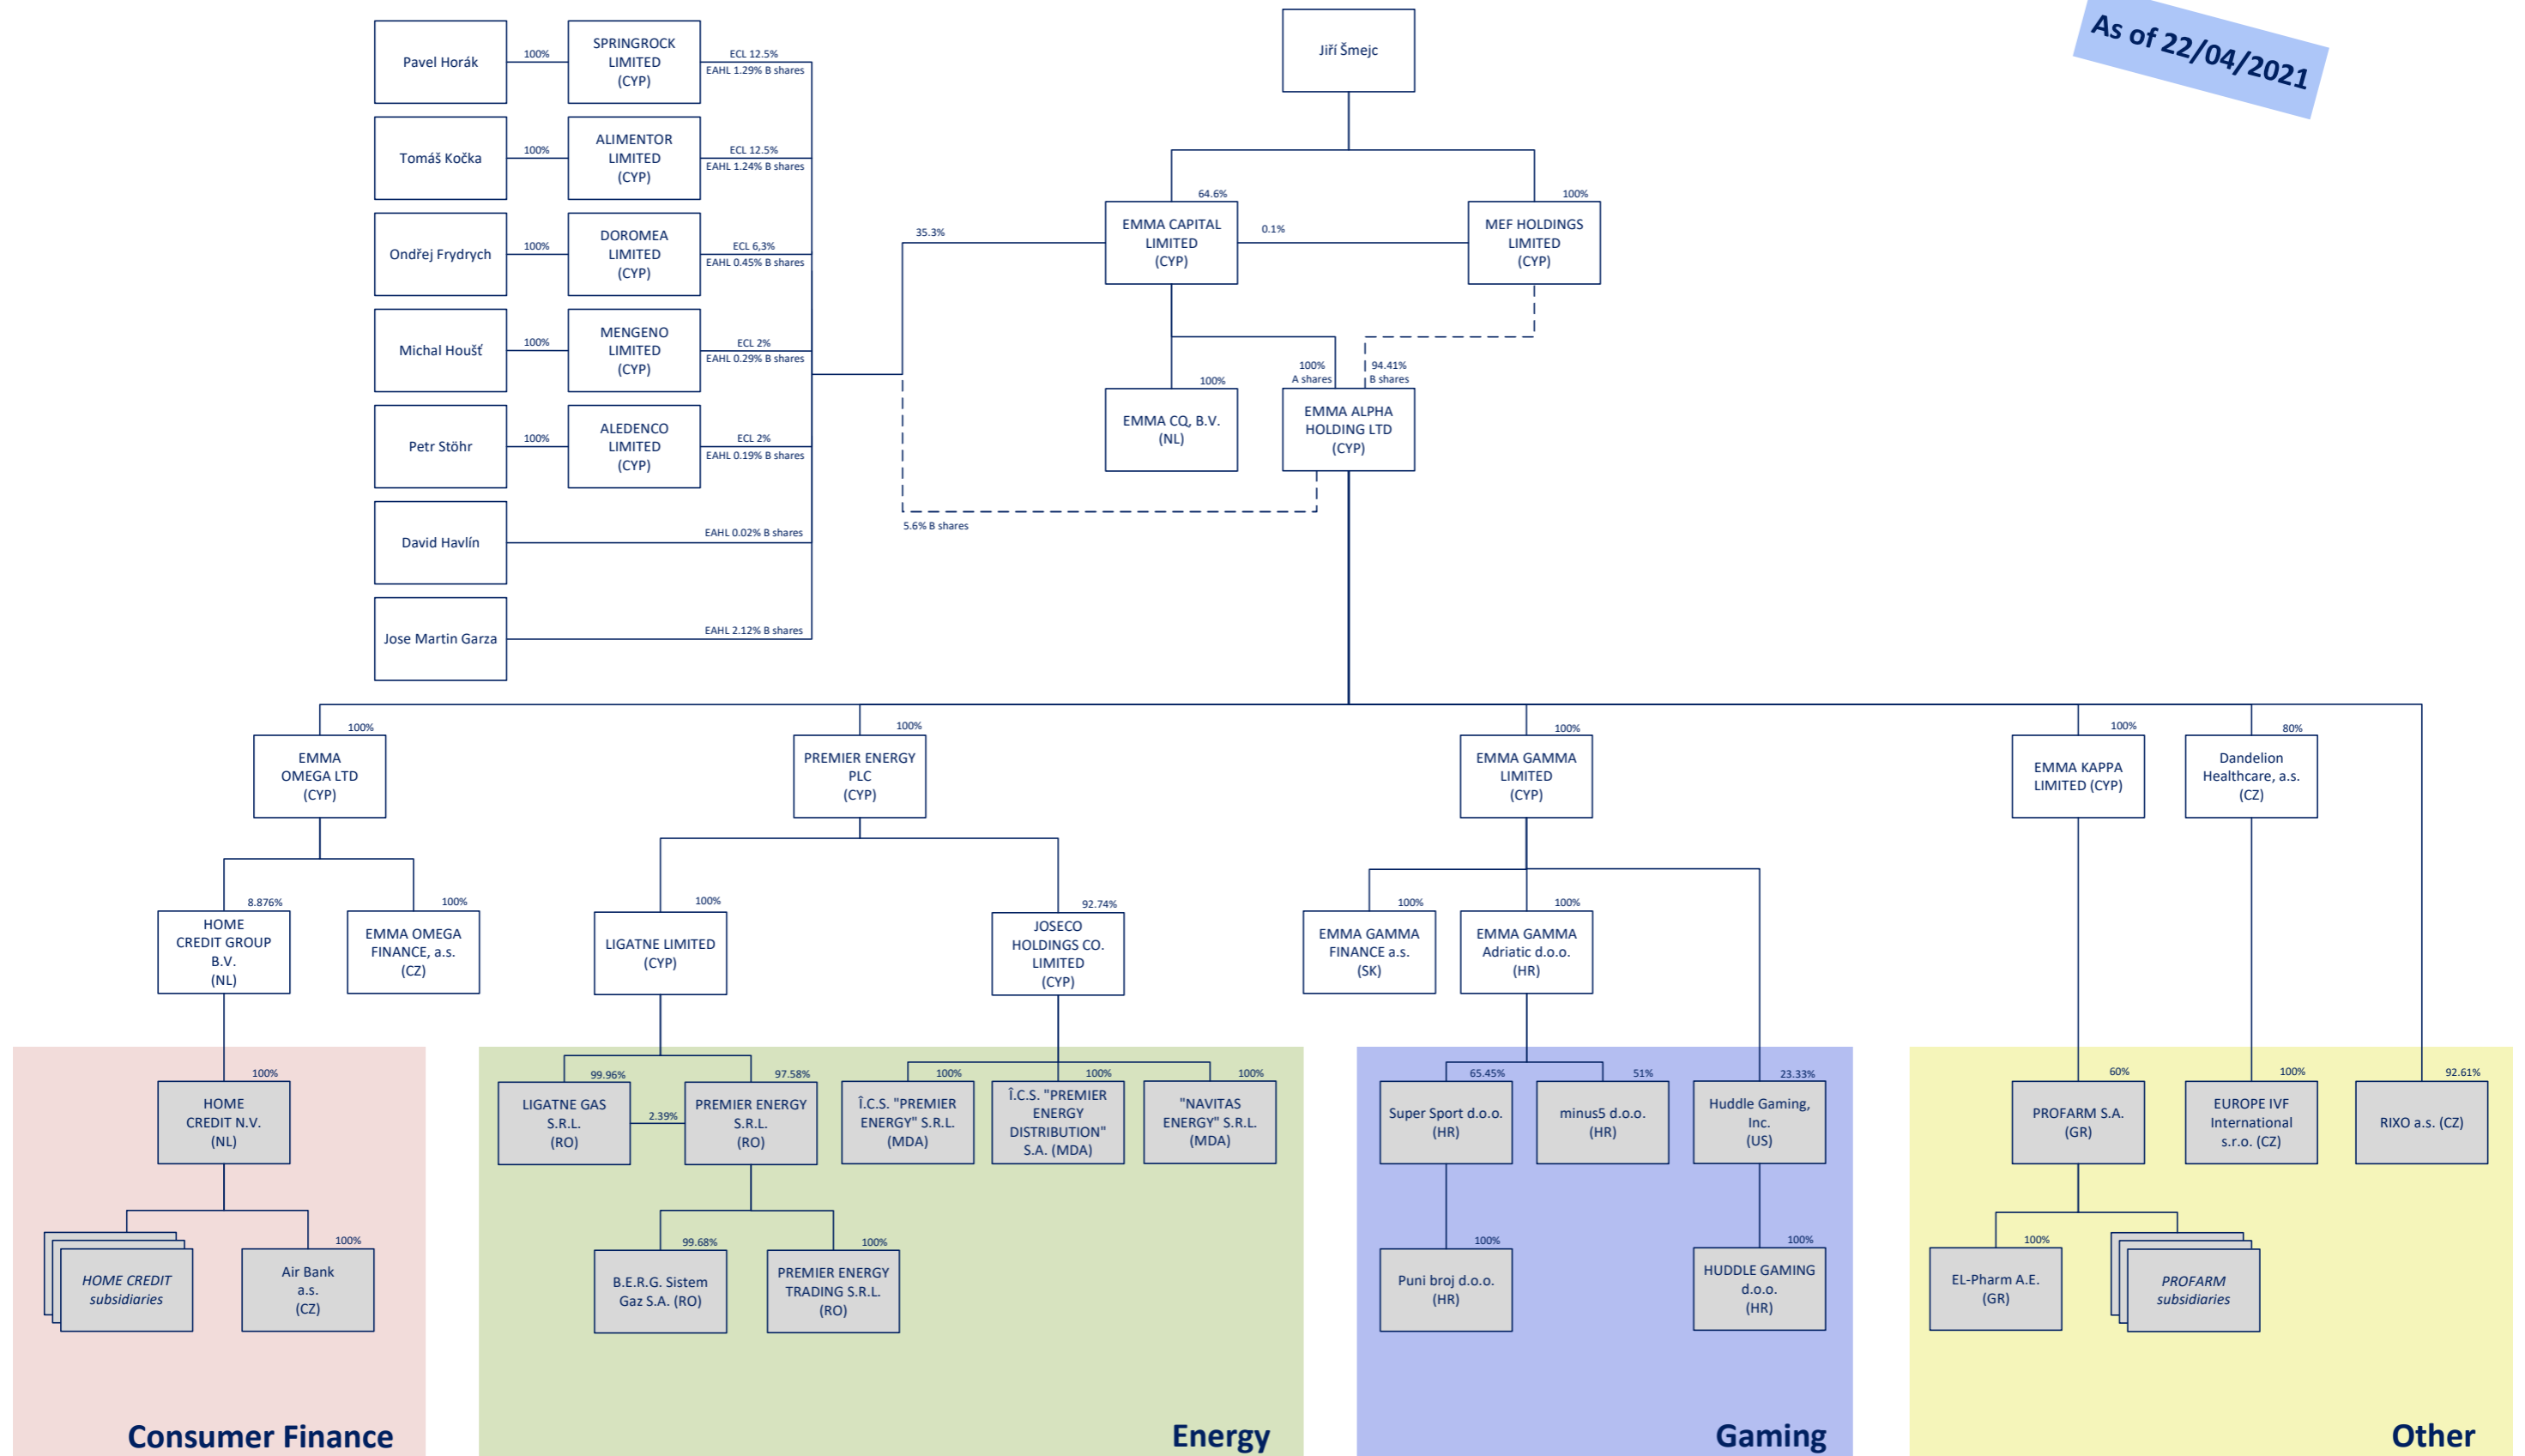 As of 22/04/2021
Pavel Horák
100%
SPRINGROCK
LIMITED
(CYP)
ECL 12.5%
EAHL 1.29% B shares
Tomáš Kočka
100%
ALIMENTOR
LIMITED
(CYP)
ECL 12.5%
EAHL 1.24% B shares
Ondřej Frydrych
100%
DOROMEA
LIMITED
(CYP)
ECL 6,3%
EAHL 0.45% B shares
Michal Houšť
100%
MENGENO
LIMITED
(CYP)
ECL 2%
EAHL 0.29% B shares
Petr Stöhr
100%
ALEDENCO
LIMITED
(CYP)
ECL 2%
EAHL 0.19% B shares
David Havlín
EAHL 0.02% B shares
Jose Martin Garza
EAHL 2.12% B shares
Jiří Šmejc
35.3%
64.6%
EMMA CAPITAL
LIMITED
(CYP)
0.1%
100%
MEF HOLDINGS
LIMITED
(CYP)
100%
EMMA CQ, B.V.
(NL)
100%
A shares
94.41%
B shares
EMMA ALPHA
HOLDING LTD
(CYP)
5.6% B shares
100%
EMMA
OMEGA LTD
(CYP)
100%
PREMIER ENERGY
PLC
(CYP)
100%
EMMA GAMMA
LIMITED
(CYP)
100%
EMMA KAPPA
LIMITED (CYP)
80%
Dandelion
Healthcare, a.s.
(CZ)
8.876%
HOME
CREDIT GROUP
B.V.
(NL)
100%
EMMA OMEGA
FINANCE, a.s.
(CZ)
100%
LIGATNE LIMITED
(CYP)
92.74%
JOSECO
HOLDINGS CO.
LIMITED
(CYP)
100%
EMMA GAMMA
FINANCE a.s.
(SK)
100%
EMMA GAMMA
Adriatic d.o.o.
(HR)
100%
HOME
CREDIT N.V.
(NL)
99.96%
LIGATNE GAS
S.R.L.
(RO)
2.39%
97.58%
PREMIER ENERGY
S.R.L.
(RO)
100%
Î.C.S. "PREMIER
ENERGY" S.R.L.
(MDA)
100%
Î.C.S. "PREMIER
ENERGY
DISTRIBUTION"
S.A. (MDA)
100%
"NAVITAS
ENERGY" S.R.L.
(MDA)
65.45%
Super Sport d.o.o.
(HR)
51%
minus5 d.o.o.
(HR)
23.33%
Huddle Gaming,
Inc.
(US)
60%
PROFARM S.A.
(GR)
100%
EUROPE IVF
International
s.r.o. (CZ)
92.61%
RIXO a.s. (CZ)
HOME CREDIT
subsidiaries
100%
Air Bank
a.s.
(CZ)
99.68%
B.E.R.G. Sistem
Gaz S.A. (RO)
100%
PREMIER ENERGY
TRADING S.R.L.
(RO)
100%
Puni broj d.o.o.
(HR)
100%
HUDDLE GAMING
d.o.o.
(HR)
100%
EL-Pharm A.E.
(GR)
PROFARM
subsidiaries
Consumer Finance
Energy
Gaming
Other